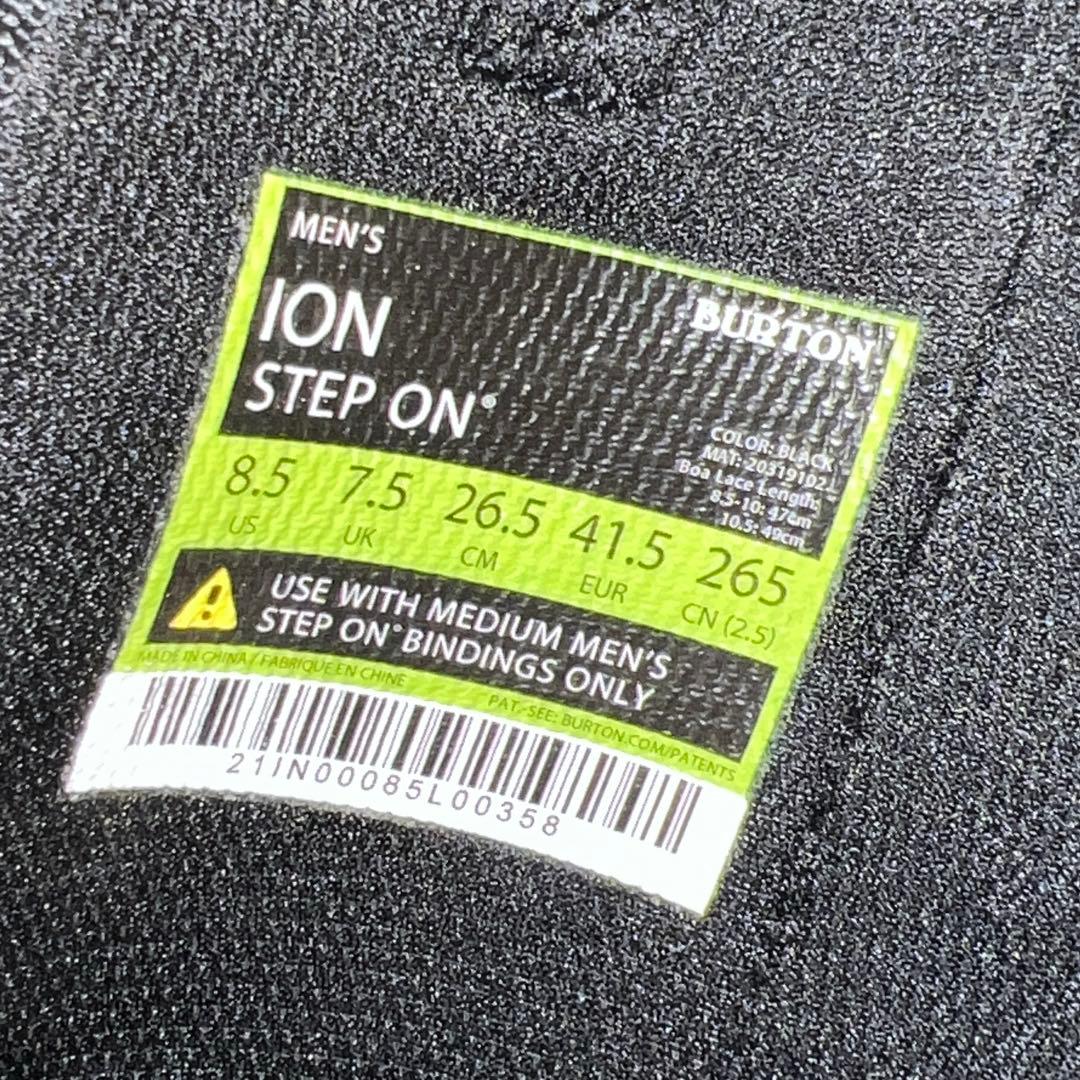 MEN'S
ION
STEP ON®
BURTON
COLOR: BLACK
MAT: 203191021
Boa Lace Length:
8.5-10: 47cm
10.5: 49cm
8.5 7.5 26.5 41.5 265
US UK CM EUR CN (2.5)
USE WITH MEDIUM MEN'S
STEP ON® BINDINGS ONLY
MADE IN CHINA / FABRIQUE EN CHINE
PAT.-SEE: BURTON.COM/PATENTS
21IN00085L00358